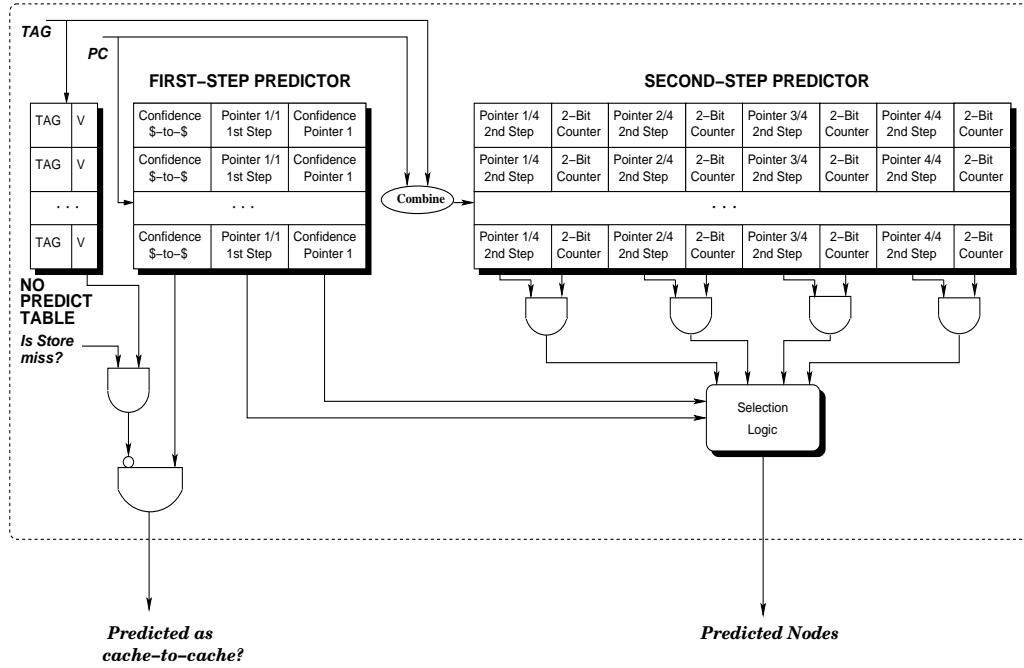 TAG
PC
FIRST–STEP PREDICTOR
SECOND–STEP PREDICTOR
TAG V
Confidence Pointer 1/1 Confidence
$–to–$ 1st Step Pointer 1
Pointer 1/4 2–Bit Pointer 2/4 2–Bit Pointer 3/4 2–Bit Pointer 4/4 2–Bit
2nd Step Counter 2nd Step Counter 2nd Step Counter 2nd Step Counter
TAG V
Confidence Pointer 1/1 Confidence
$–to–$ 1st Step Pointer 1
Pointer 1/4 2–Bit Pointer 2/4 2–Bit Pointer 3/4 2–Bit Pointer 4/4 2–Bit
2nd Step Counter 2nd Step Counter 2nd Step Counter 2nd Step Counter
. . .
. . .
Combine
. . .
TAG V
Confidence Pointer 1/1 Confidence
$–to–$ 1st Step Pointer 1
Pointer 1/4 2–Bit Pointer 2/4 2–Bit Pointer 3/4 2–Bit Pointer 4/4 2–Bit
2nd Step Counter 2nd Step Counter 2nd Step Counter 2nd Step Counter
NO
PREDICT
TABLE
Is Store
miss?
Selection
Logic
Predicted as
cache–to–cache?
Predicted Nodes